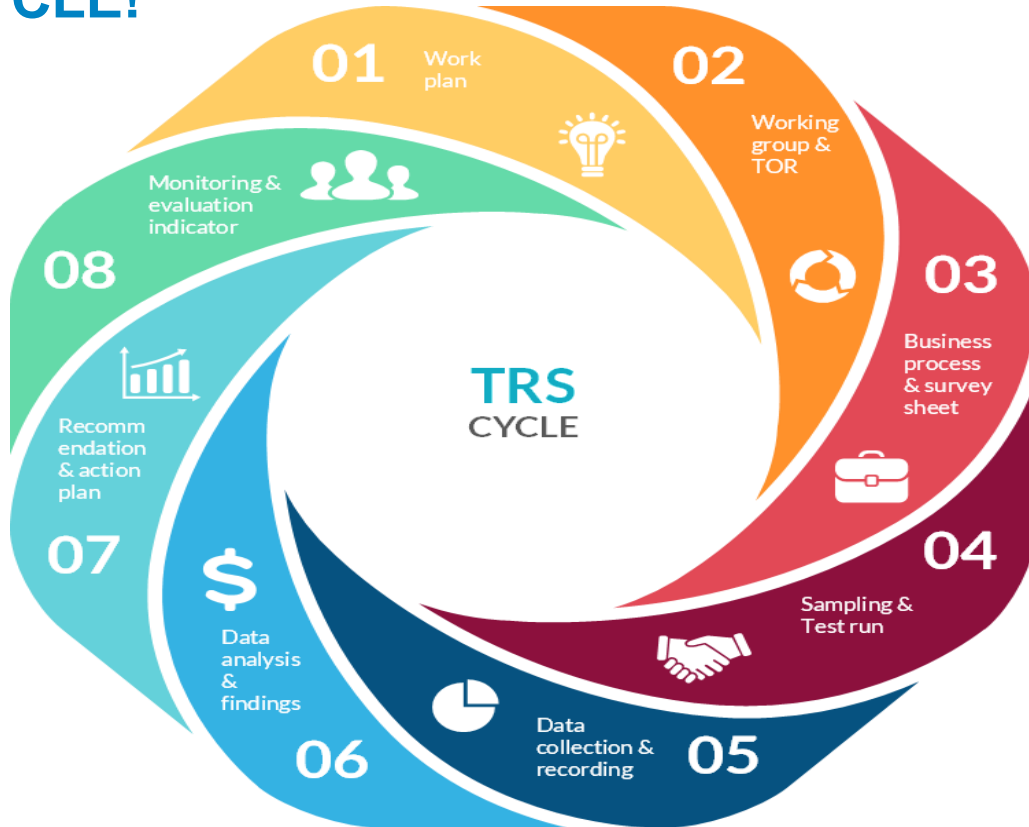 CLE!
01
Work
plan
02
Working
group &
TOR
03
Business
process
& survey
sheet
04
Sampling &
Test run
05
Data
collection &
recording
06
Data
analysis
&
findings
07
Recomm
endation
& action
plan
08
Monitoring &
evaluation
indicator
TRS
CYCLE